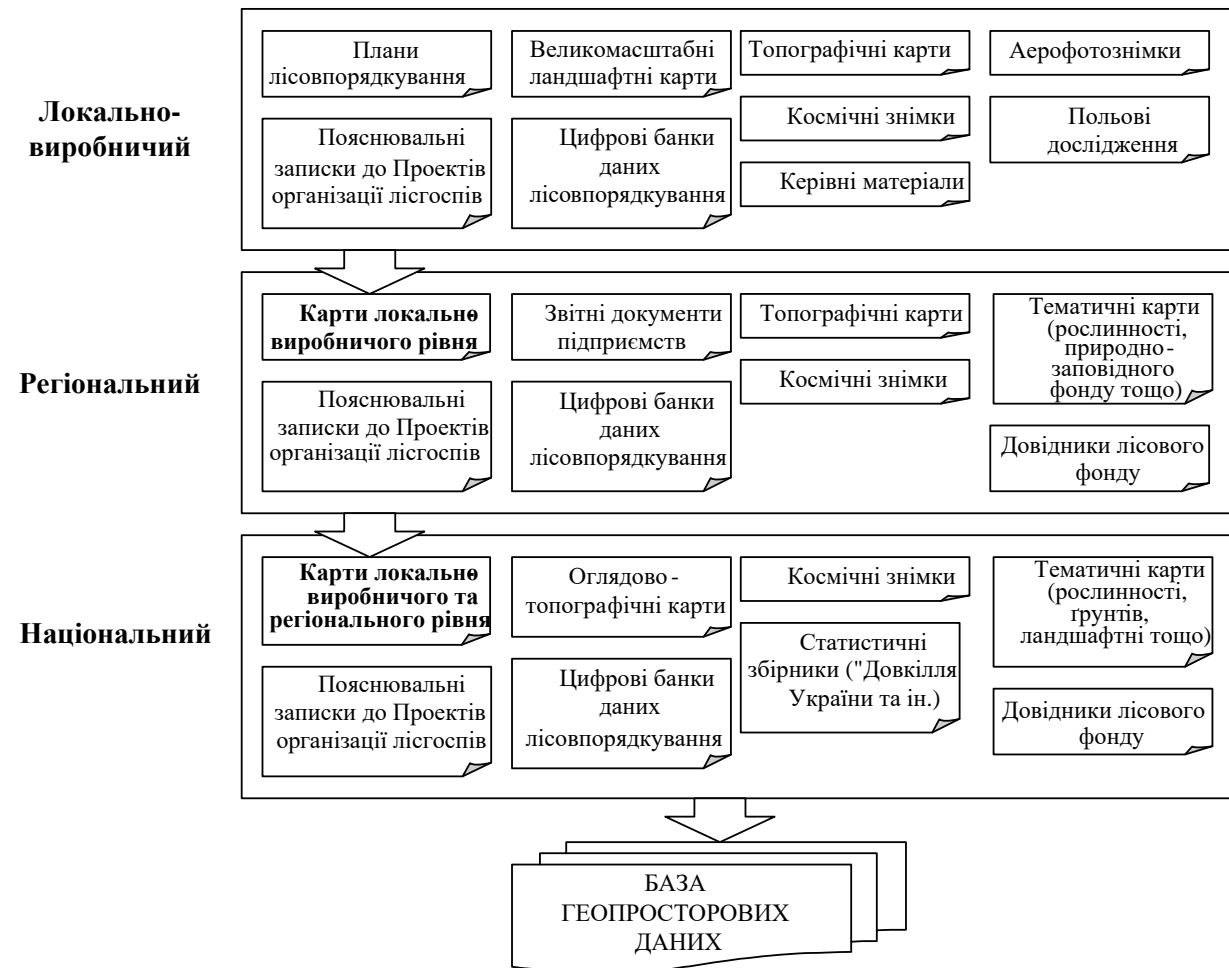 Локально-
виробничий
Плани
лісовпорядкування
Великомасштабні
ландшафтні карти
Топографічні карти
Аерофотознімки
Пояснювальні
записки до Проектів
організації лісгоспів
Цифрові банки
даних
лісовпорядкування
Космічні знімки
Керівні матеріали
Польові
дослідження
Регіональний
Карти локально-
виробничого рівня
Звітні документи
підприємств
Топографічні карти
Тематичні карти
(рослинності,
природно-
заповідного
фонду тощо)
Пояснювальні
записки до Проектів
організації лісгоспів
Цифрові банки
даних
лісовпорядкування
Космічні знімки
Довідники лісового
фонду
Національний
Карти локально-
виробничого та
регіонального рівня
Оглядово-
топографічні карти
Космічні знімки
Тематичні карти
(рослинності,
ґрунтів,
ландшафтні тощо)
Пояснювальні
записки до Проектів
організації лісгоспів
Цифрові банки
даних
лісовпорядкування
Статистичні
збірники ("Довкілля
України та ін.)
Довідники лісового
фонду
БАЗА
ГЕОПРОСТОРОВИХ
ДАНИХ